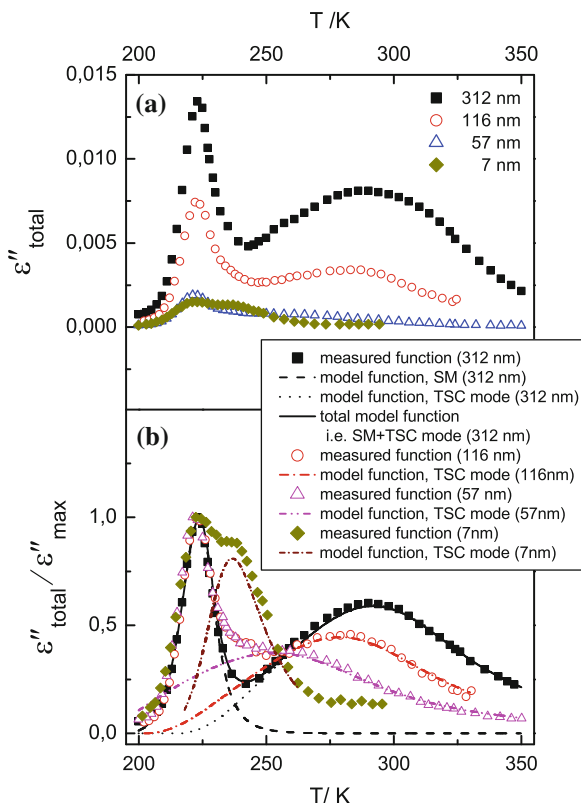 T /K
200 250 300 350
0,015
0,010
0,005
0,000
ε″ total
(a)
312 nm
116 nm
57 nm
7 nm
measured function (312 nm)
model function, SM (312 nm)
model function, TSC mode (312 nm)
total model function
i.e. SM+TSC mode (312 nm)
measured function (116 nm)
model function, TSC mode (116nm)
measured function (57 nm)
model function, TSC mode (57nm)
measured function (7nm)
model function, TSC mode (7nm)
(b)
1,0
0,5
0,0
ε″ total / ε″ max
200 250 300 350
T/ K